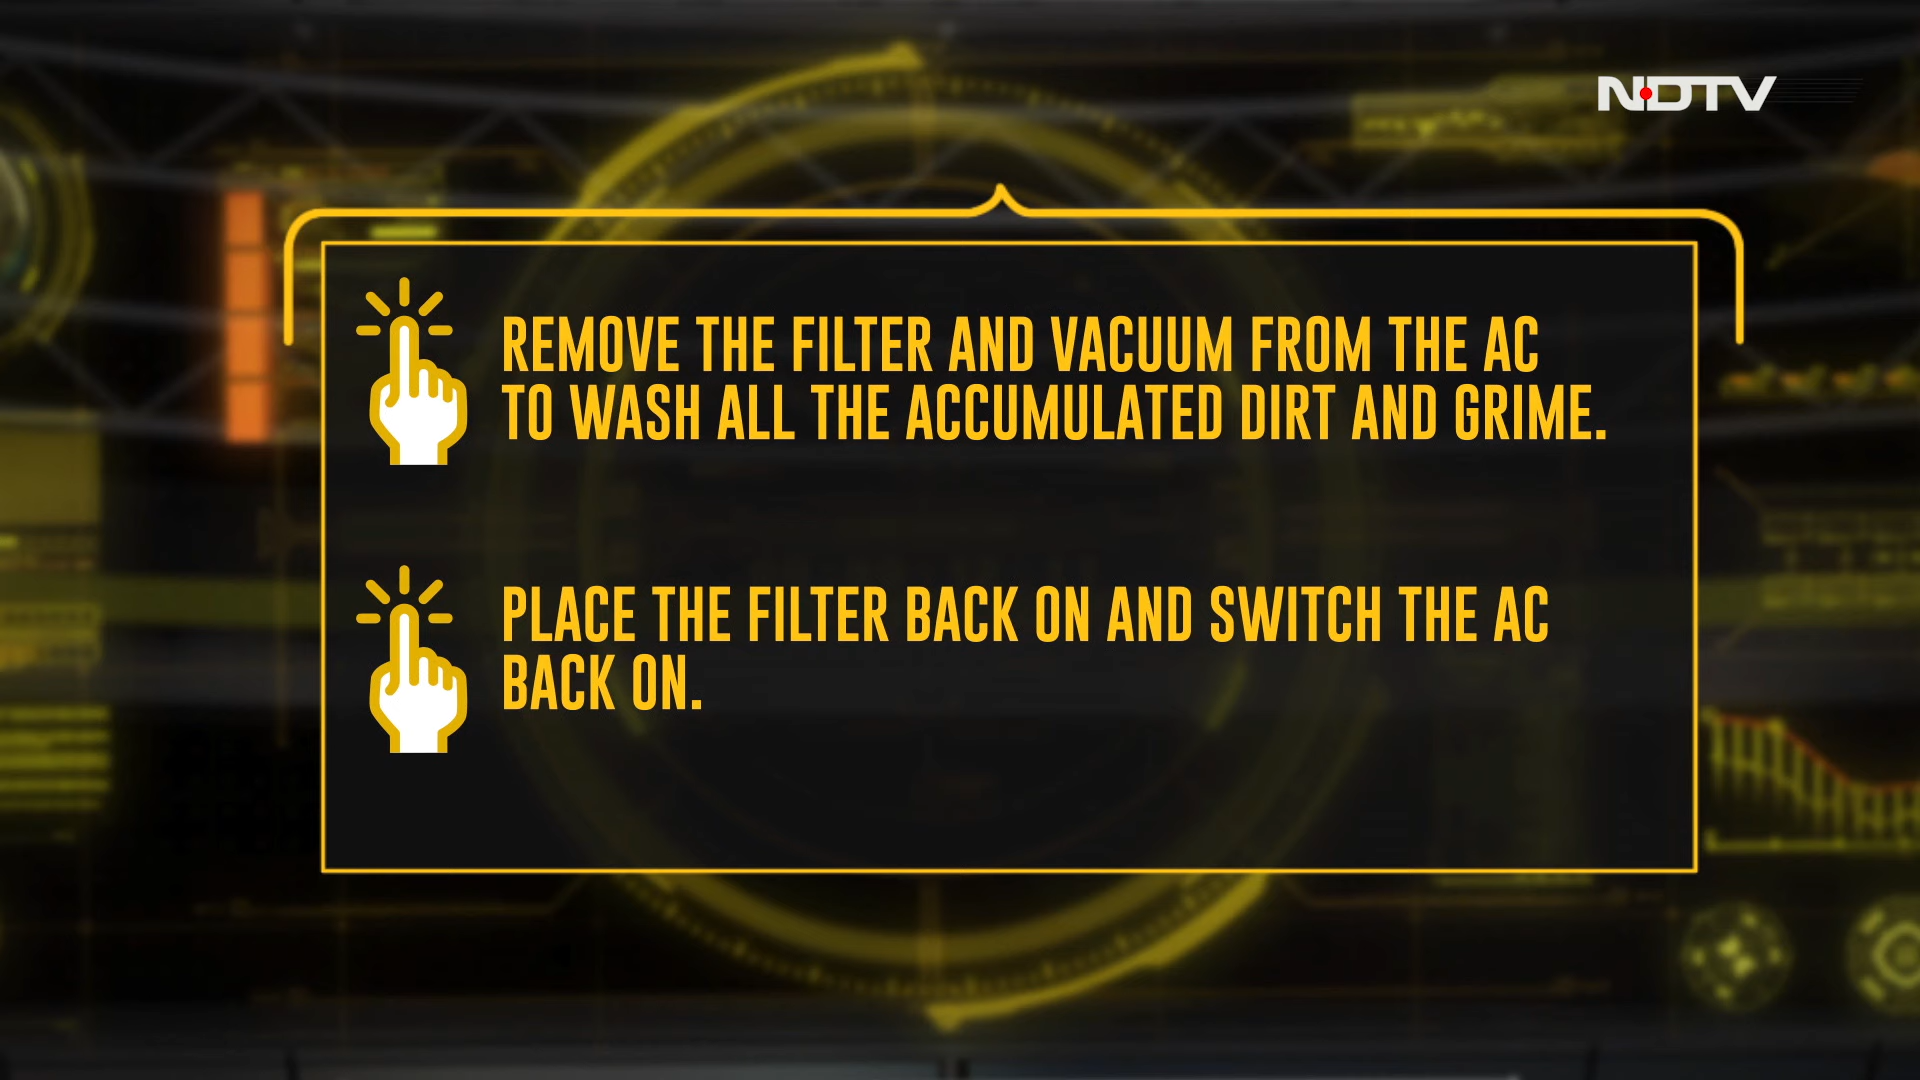 NDTV
REMOVE THE FILTER AND VACUUM FROM THE AC
TO WASH ALL THE ACCUMULATED DIRT AND GRIME.
PLACE THE FILTER BACK ON AND SWITCH THE AC
BACK ON.